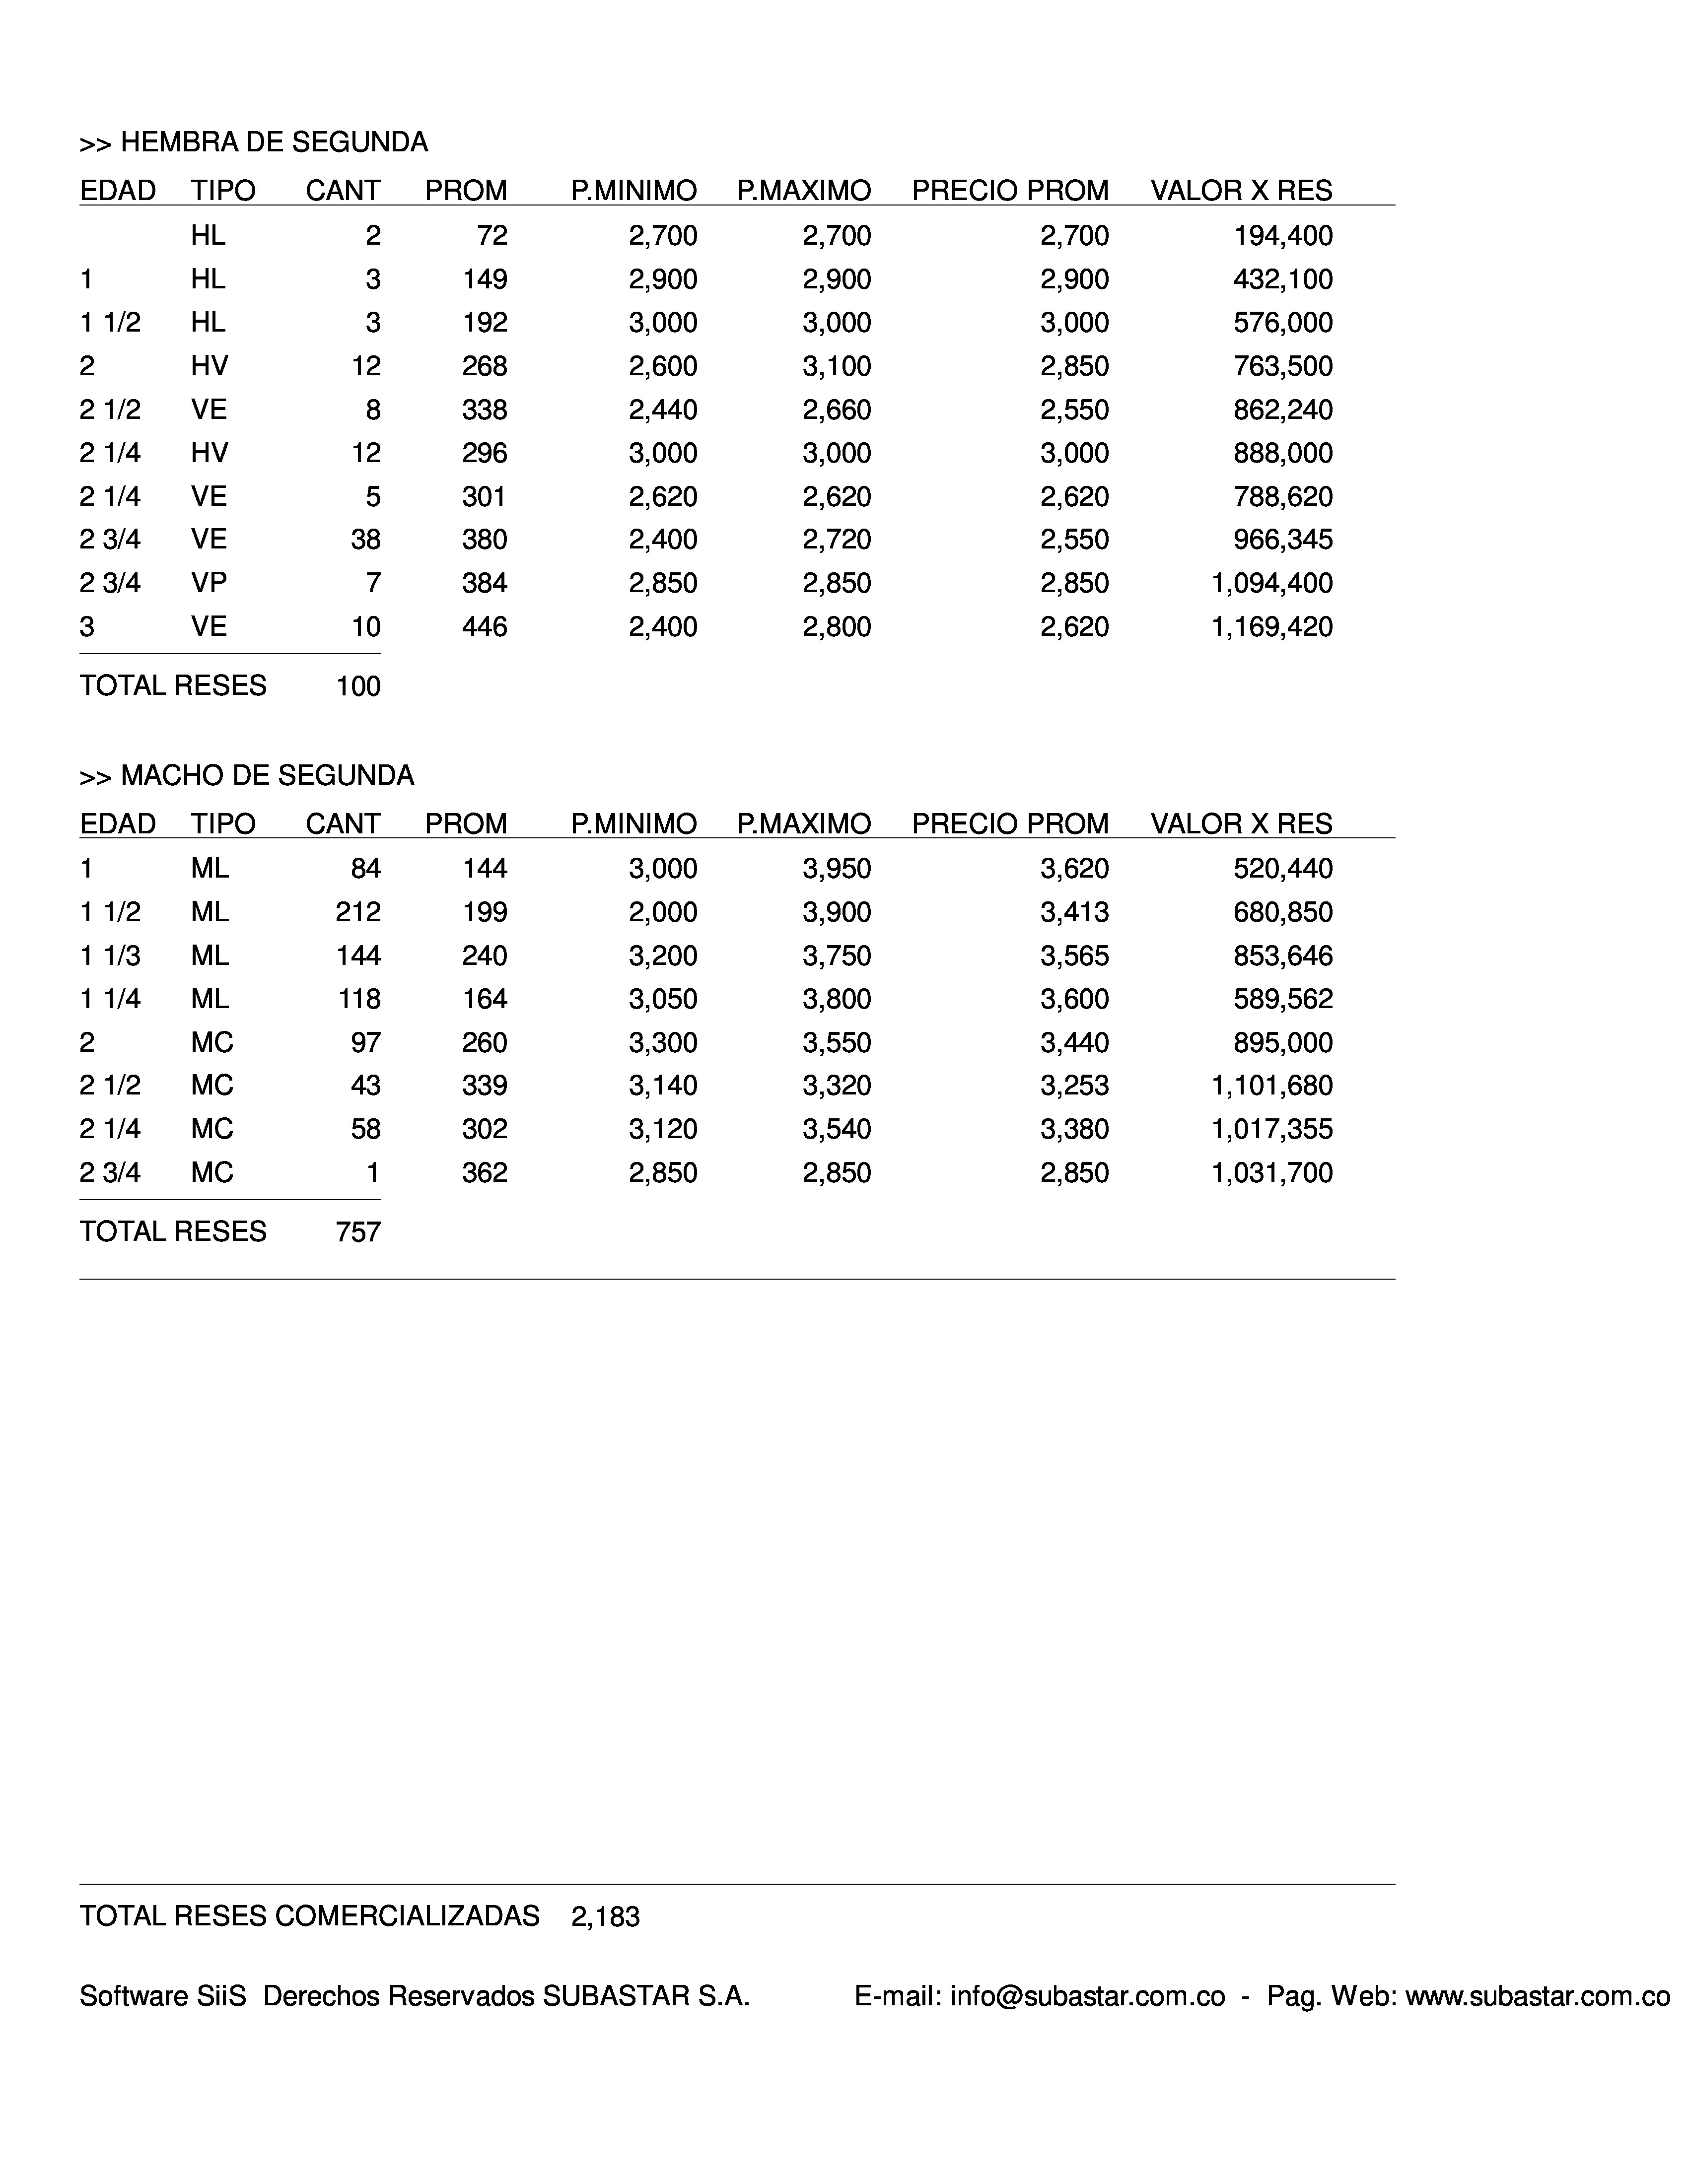 >> HEMBRA DE SEGUNDA
EDAD TIPO CANT PROM P.MINIMO P.MAXIMO PRECIO PROM VALOR X RES
HL 2 72 2,700 2,700 2,700 194,400
1 HL 3 149 2,900 2,900 2,900 432,100
1 1/2 HL 3 192 3,000 3,000 3,000 576,000
2 HV 12 268 2,600 3,100 2,850 763,500
2 1/2 VE 8 338 2,440 2,660 2,550 862,240
2 1/4 HV 12 296 3,000 3,000 3,000 888,000
2 1/4 VE 5 301 2,620 2,620 2,620 788,620
2 3/4 VE 38 380 2,400 2,720 2,550 966,345
2 3/4 VP 7 384 2,850 2,850 2,850 1,094,400
3 VE 10 446 2,400 2,800 2,620 1,169,420
TOTAL RESES 100
>> MACHO DE SEGUNDA
EDAD TIPO CANT PROM P.MINIMO P.MAXIMO PRECIO PROM VALOR X RES
1 ML 84 144 3,000 3,950 3,620 520,440
1 1/2 ML 212 199 2,000 3,900 3,413 680,850
1 1/3 ML 144 240 3,200 3,750 3,565 853,646
1 1/4 ML 118 164 3,050 3,800 3,600 589,562
2 MC 97 260 3,300 3,550 3,440 895,000
2 1/2 MC 43 339 3,140 3,320 3,253 1,101,680
2 1/4 MC 58 302 3,120 3,540 3,380 1,017,355
2 3/4 MC 1 362 2,850 2,850 2,850 1,031,700
TOTAL RESES 757
TOTAL RESES COMERCIALIZADAS 2,183
Software SiiS Derechos Reservados SUBASTAR S.A. E-mail: info@subastar.com.co - Pag. Web: www.subastar.com.co